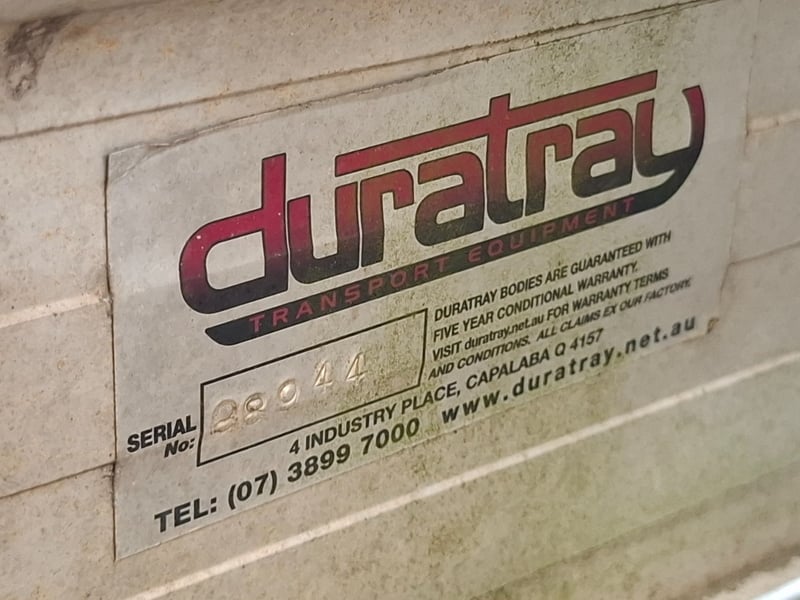 duratray
TRANSPORT EQUIPMENT
DURATRAY BODIES ARE GUARANTEED WITH
FIVE YEAR CONDITIONAL WARRANTY.
VISIT duratray.net.au FOR WARRANTY TERMS
AND CONDITIONS. ALL CLAIMS EX OUR FACTORY.
SERIAL
No:
4 INDUSTRY PLACE, CAPALABA Q 4157
TEL: (07) 3899 7000 www.duratray.net.au